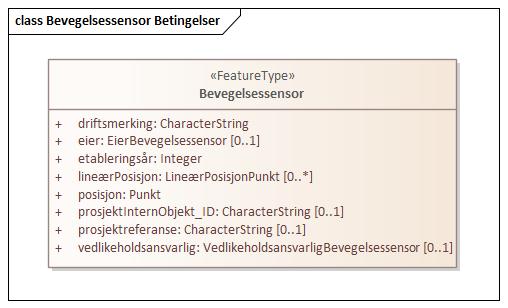 class Bevegelsessensor Betingelser
«FeatureType»
Bevegelsessensor
+ driftsmerking: CharacterString
+ eier: EierBevegelsessensor [0..1]
+ etableringsår: Integer
+ lineærPosisjon: LineærPosisjonPunkt [0..*]
+ posisjon: Punkt
+ prosjektInternObjekt_ID: CharacterString [0..1]
+ prosjektreferanse: CharacterString [0..1]
+ vedlikeholdsansvarlig: VedlikeholdsansvarligBevegelsessensor [0..1]